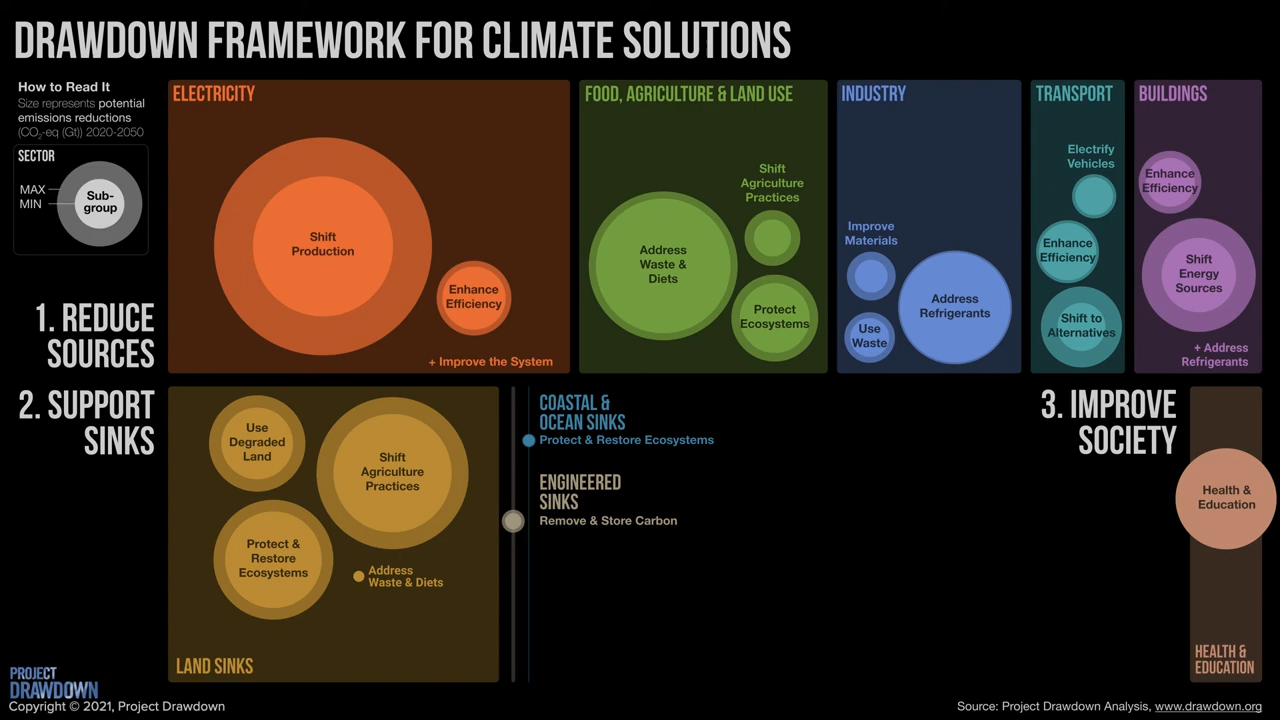 DRAWDOWN FRAMEWORK FOR CLIMATE SOLUTIONS
How to Read It
Size represents potential
emissions reductions
(CO₂-eq (Gt)) 2020-2050
SECTOR
MAX
MIN
Sub-
group
1. REDUCE
SOURCES
ELECTRICITY
Shift
Production
Enhance
Efficiency
+ Improve the System
FOOD, AGRICULTURE & LAND USE
Address
Waste &
Diets
Shift
Agriculture
Practices
Protect
Ecosystems
INDUSTRY
Improve
Materials
Use
Waste
Address
Refrigerants
TRANSPORT
Electrify
Vehicles
Enhance
Efficiency
Shift to
Alternatives
BUILDINGS
Enhance
Efficiency
Shift
Energy
Sources
+ Address
Refrigerants
2. SUPPORT
SINKS
Use
Degraded
Land
Shift
Agriculture
Practices
Protect &
Restore
Ecosystems
Address
Waste & Diets
LAND SINKS
COASTAL &
OCEAN SINKS
Protect & Restore Ecosystems
ENGINEERED
SINKS
Remove & Store Carbon
3. IMPROVE
SOCIETY
Health &
Education
HEALTH &
EDUCATION
PROJECT
DRAWDOWN
Copyright © 2021, Project Drawdown
Source: Project Drawdown Analysis, www.drawdown.org